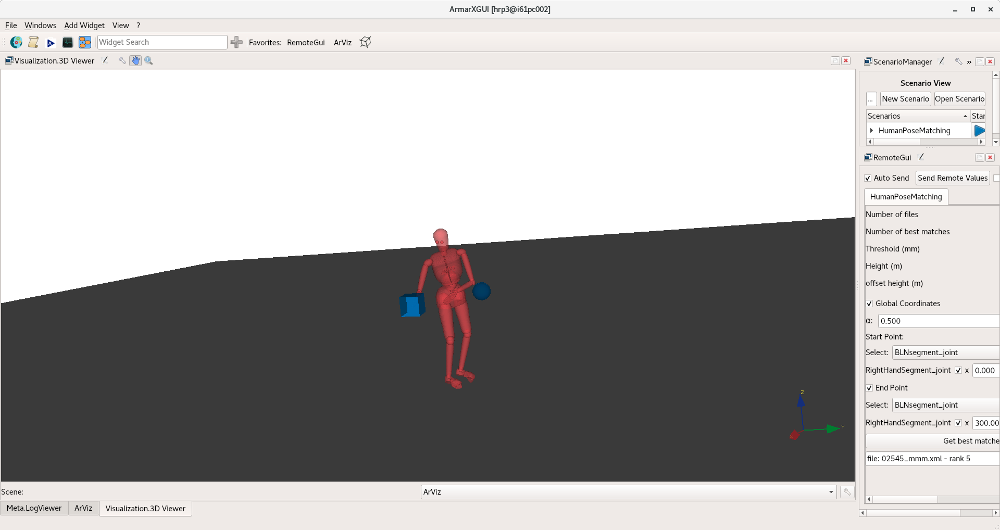 ArmarXGUI [hrp3@i61pc002]
File Windows Add Widget View ?
Widget Search
Favorites: RemoteGui ArViz
Visualization.3D Viewer
Z
Y
X
Scene:
ArViz
Meta.LogViewer ArViz Visualization.3D Viewer
ScenarioManager »
Scenario View
... New Scenario Open Scenario
Scenarios Star
HumanPoseMatching
RemoteGui
Auto Send Send Remote Values
HumanPoseMatching
Number of files
Number of best matches
Threshold (mm)
Height (m)
offset height (m)
Global Coordinates
α: 0.500
Start Point:
Select: BLNsegment_joint
RightHandSegment_joint x 0.000
End Point
Select: BLNsegment_joint
RightHandSegment_joint x 300.00
Get best matche
file: 02545_mmm.xml - rank 5